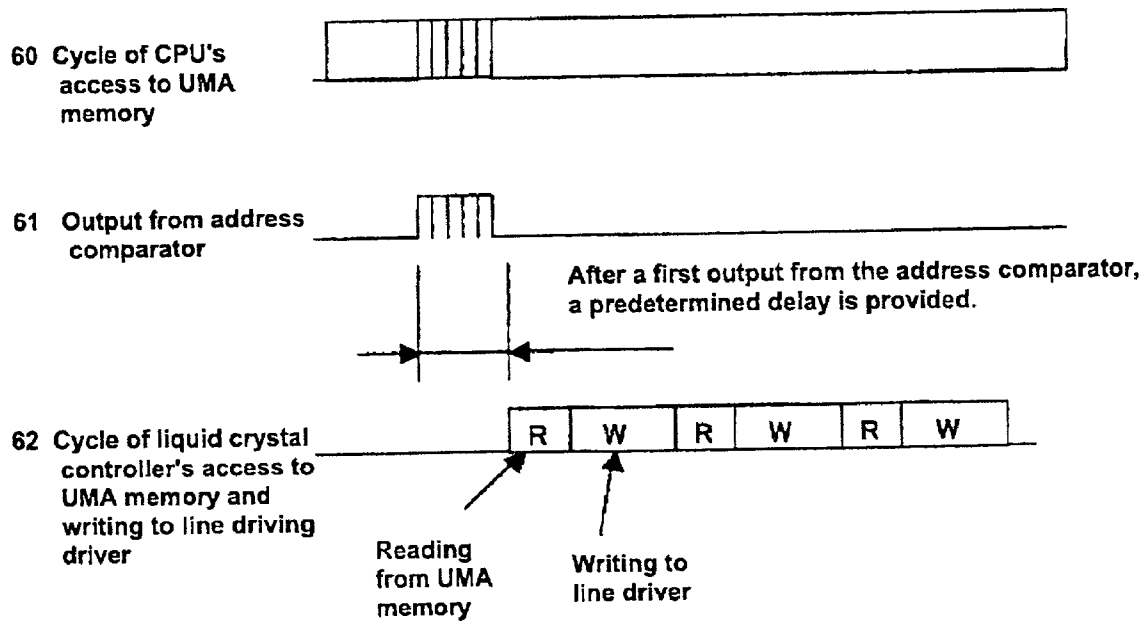 60 Cycle of CPU's
access to UMA
memory
61 Output from address
comparator
After a first output from the address comparator,
a predetermined delay is provided.
62 Cycle of liquid crystal
controller's access to
UMA memory and
writing to line driving
driver
R W R W R W
Reading
from UMA
memory
Writing to
line driver